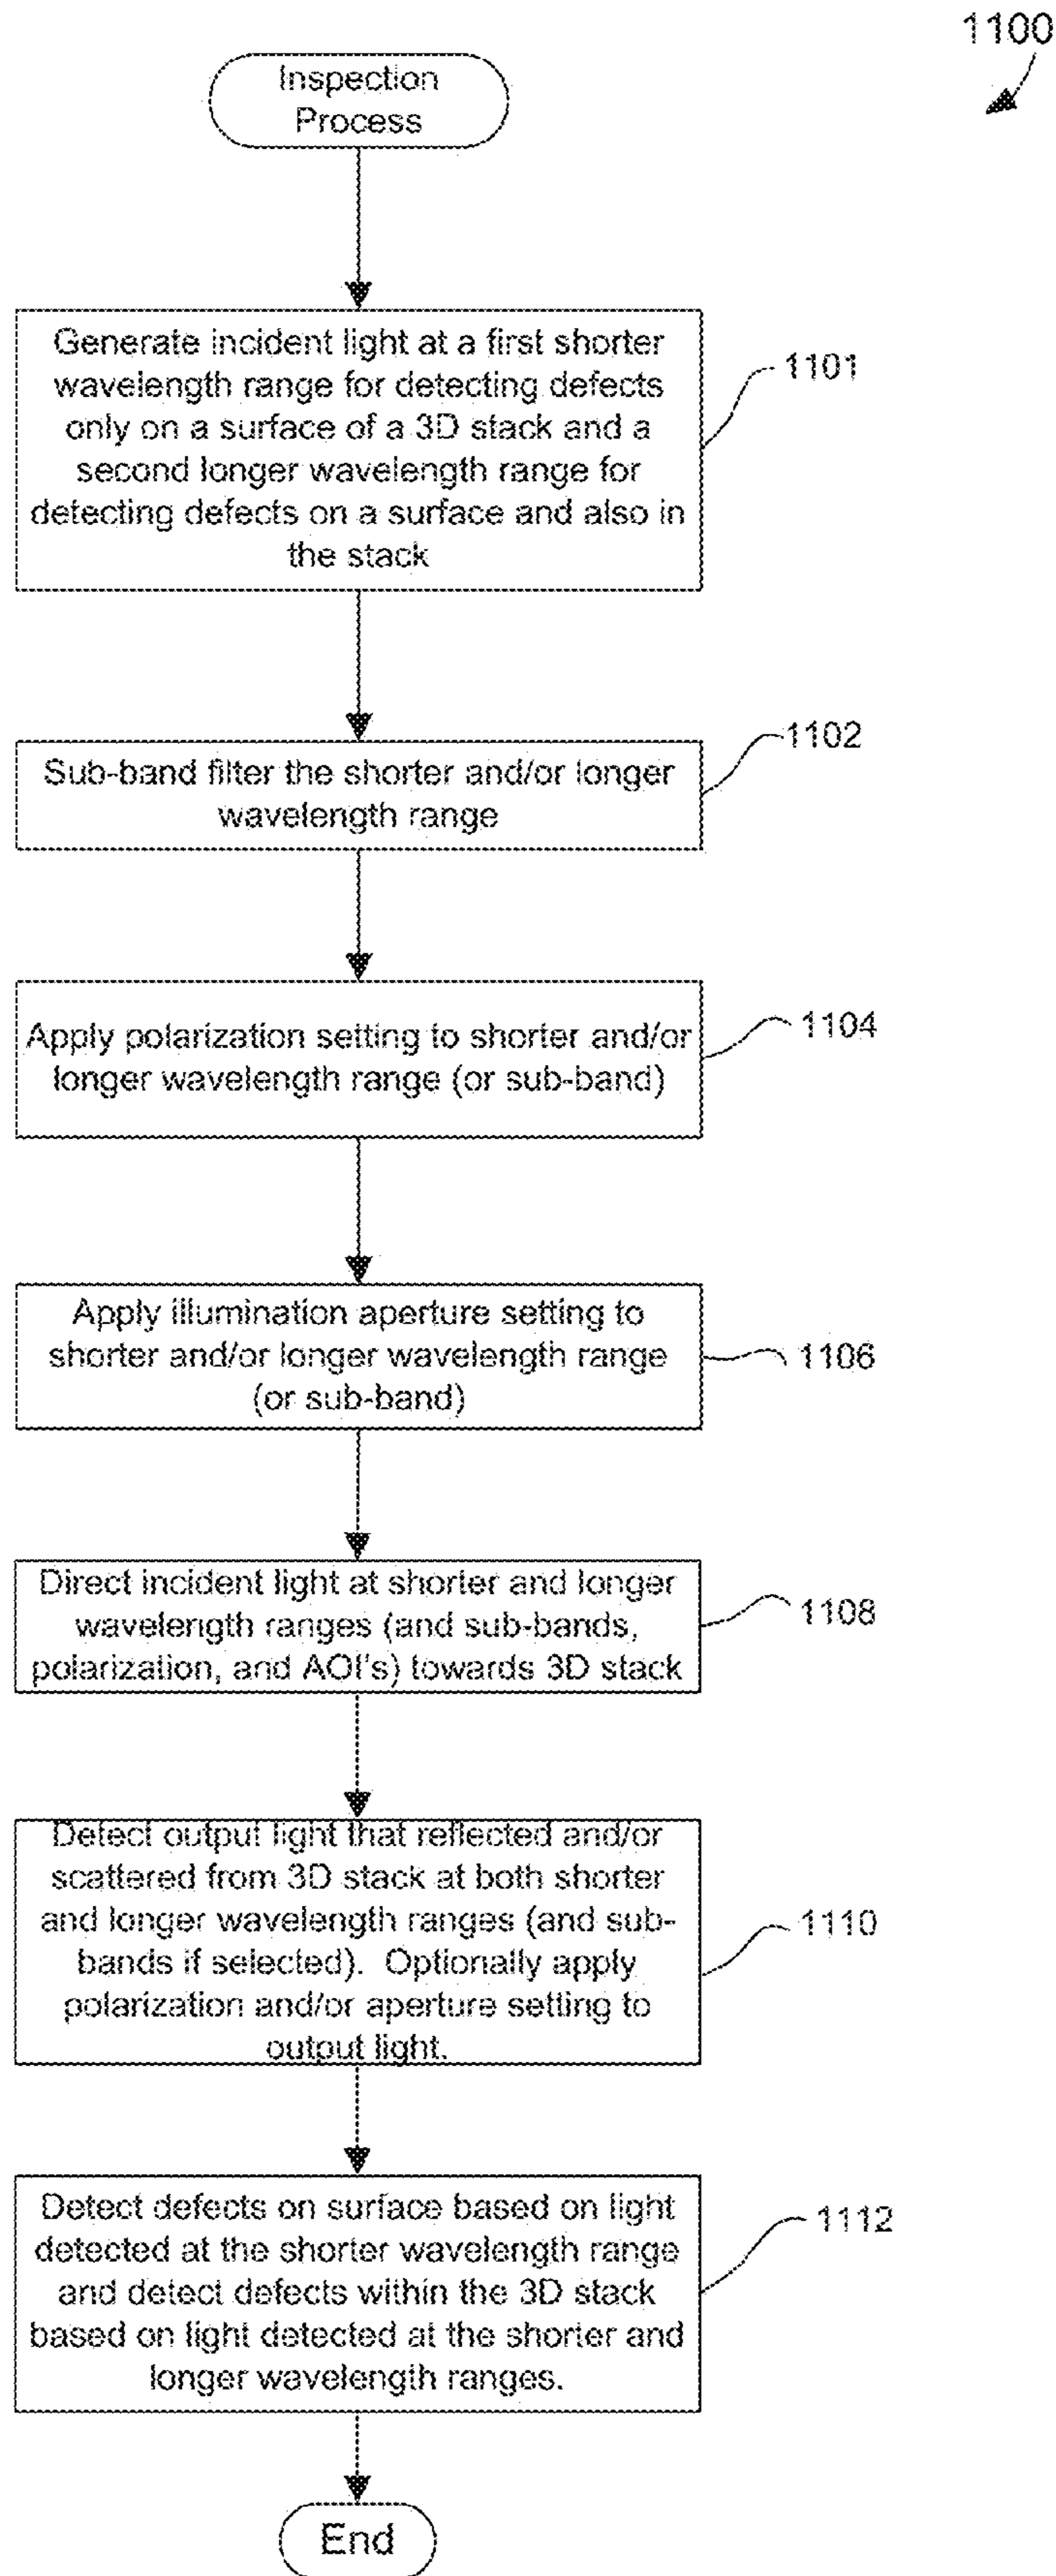 1100
Inspection
Process
Generate incident light at a first shorter
wavelength range for detecting defects
only on a surface of a 3D stack and a
second longer wavelength range for
detecting defects on a surface and also in
the stack
1101
Sub-band filter the shorter and/or longer
wavelength range
1102
Apply polarization setting to shorter and/or
longer wavelength range (or sub-band)
1104
Apply illumination aperture setting to
shorter and/or longer wavelength range
(or sub-band)
1106
Direct incident light at shorter and longer
wavelength ranges (and sub-bands,
polarization, and AOI's) towards 3D stack
1108
Detect output light that reflected and/or
scattered from 3D stack at both shorter
and longer wavelength ranges (and sub-
bands if selected). Optionally apply
polarization and/or aperture setting to
output light.
1110
Detect defects on surface based on light
detected at the shorter wavelength range
and detect defects within the 3D stack
based on light detected at the shorter and
longer wavelength ranges.
1112
End